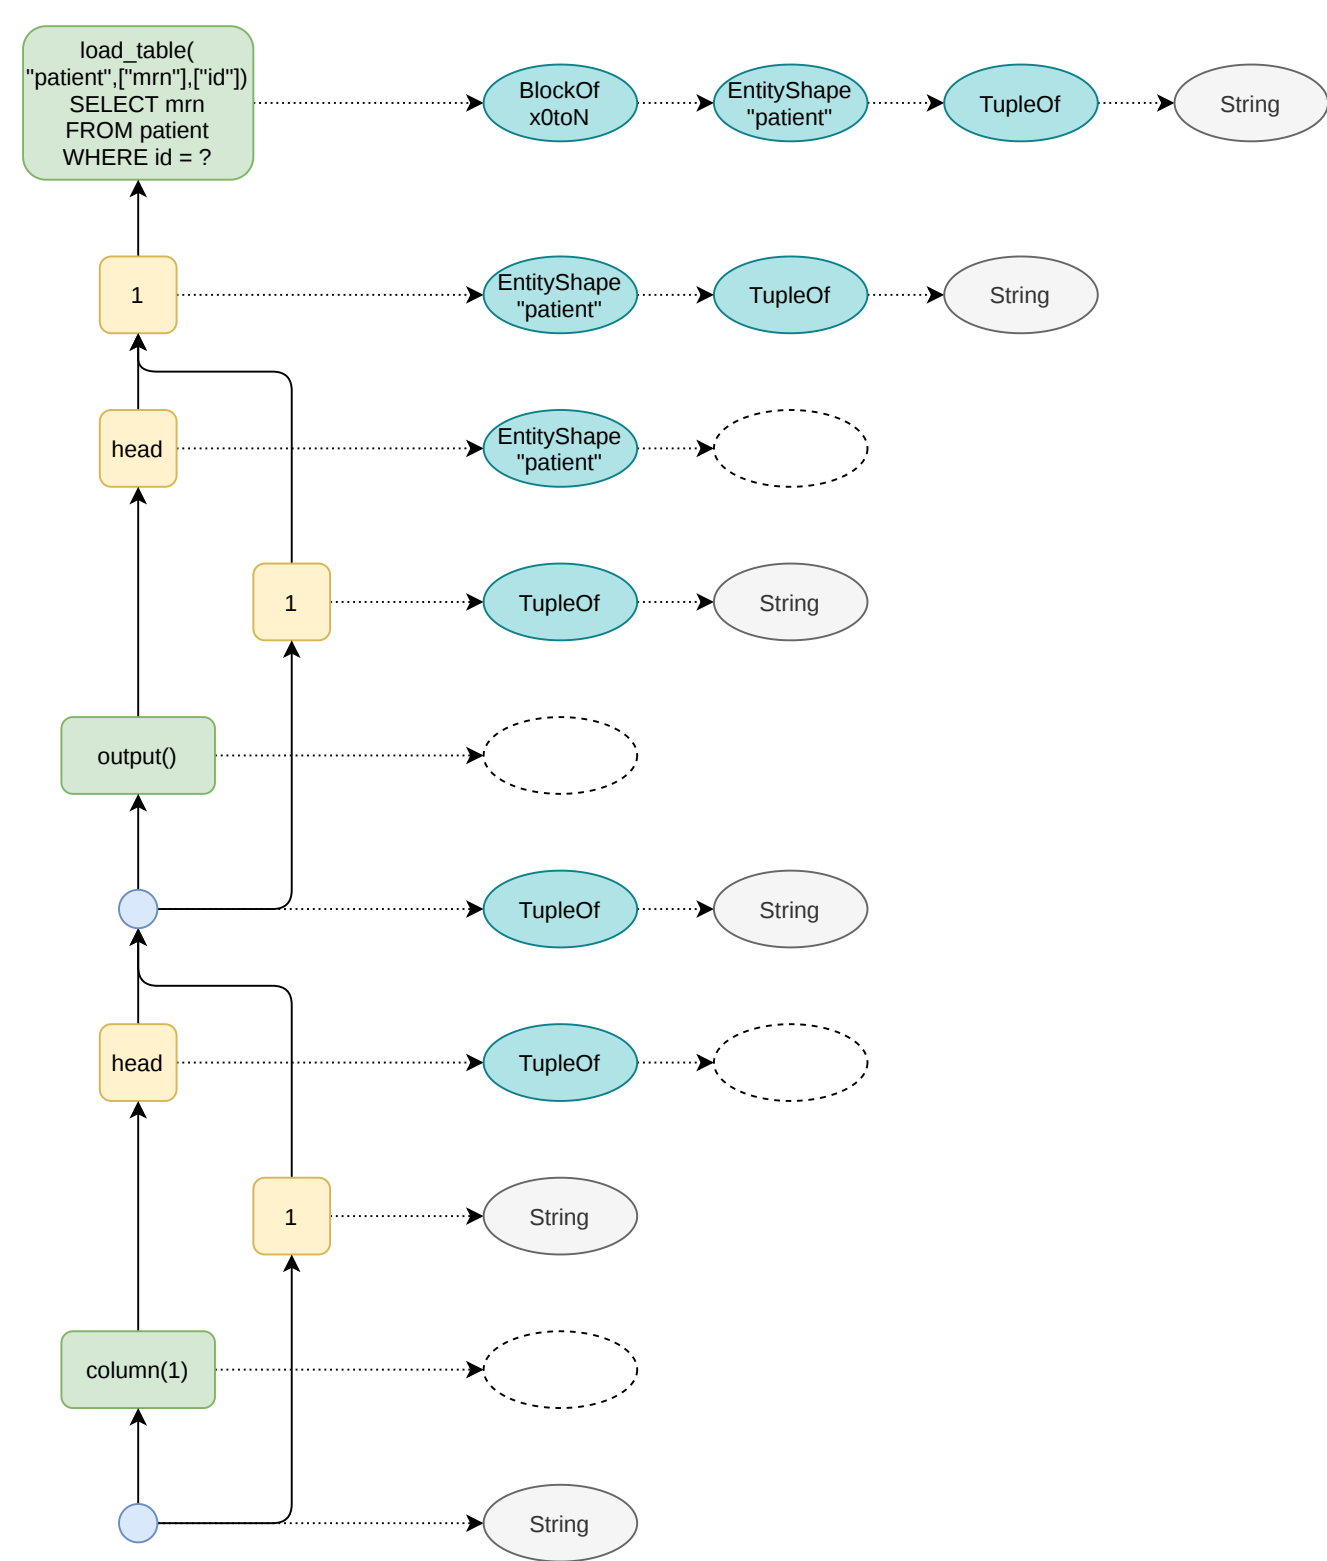 load_table(
"patient",["mrn"],["id"])
SELECT mrn
FROM patient
WHERE id = ?
BlockOf
x0toN
EntityShape
"patient"
TupleOf
String
1
EntityShape
"patient"
TupleOf
String
head
EntityShape
"patient"
1
TupleOf
String
output()
TupleOf
String
head
TupleOf
1
String
column(1)
String